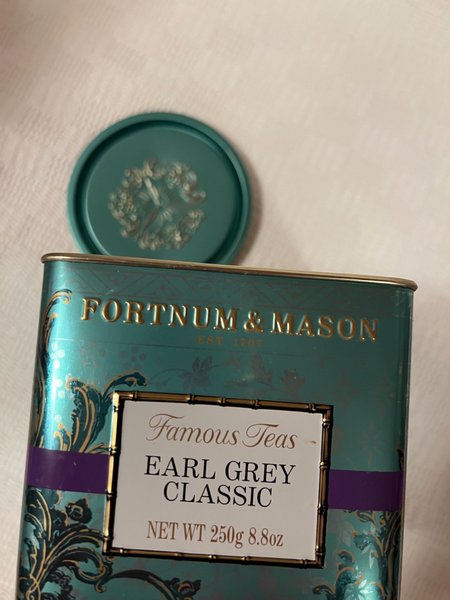 FORTNUM & MASON
EST 1707
Famous Teas
EARL GREY
CLASSIC
NET WT 250g 8.8oz